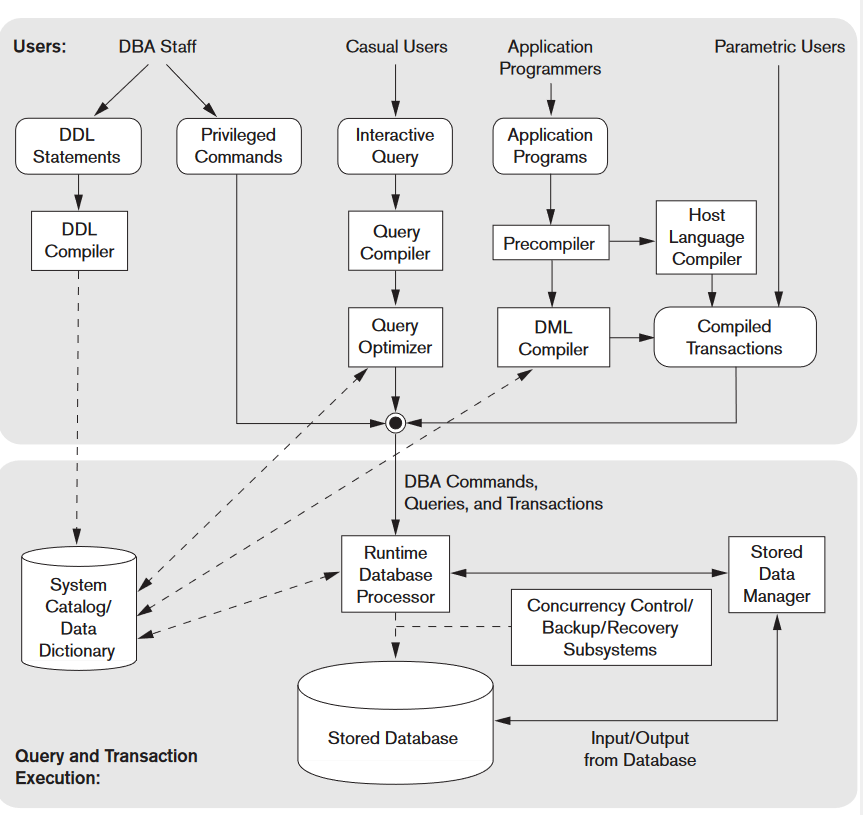 Users:
DBA Staff
Casual Users
Application
Programmers
Parametric Users
DDL
Statements
Privileged
Commands
Interactive
Query
Application
Programs
DDL
Compiler
Query
Compiler
Precompiler
Host
Language
Compiler
Query
Optimizer
DML
Compiler
Compiled
Transactions
DBA Commands,
Queries, and Transactions
System
Catalog/
Data
Dictionary
Runtime
Database
Processor
Stored
Data
Manager
Concurrency Control/
Backup/Recovery
Subsystems
Stored Database
Input/Output
from Database
Query and Transaction
Execution: